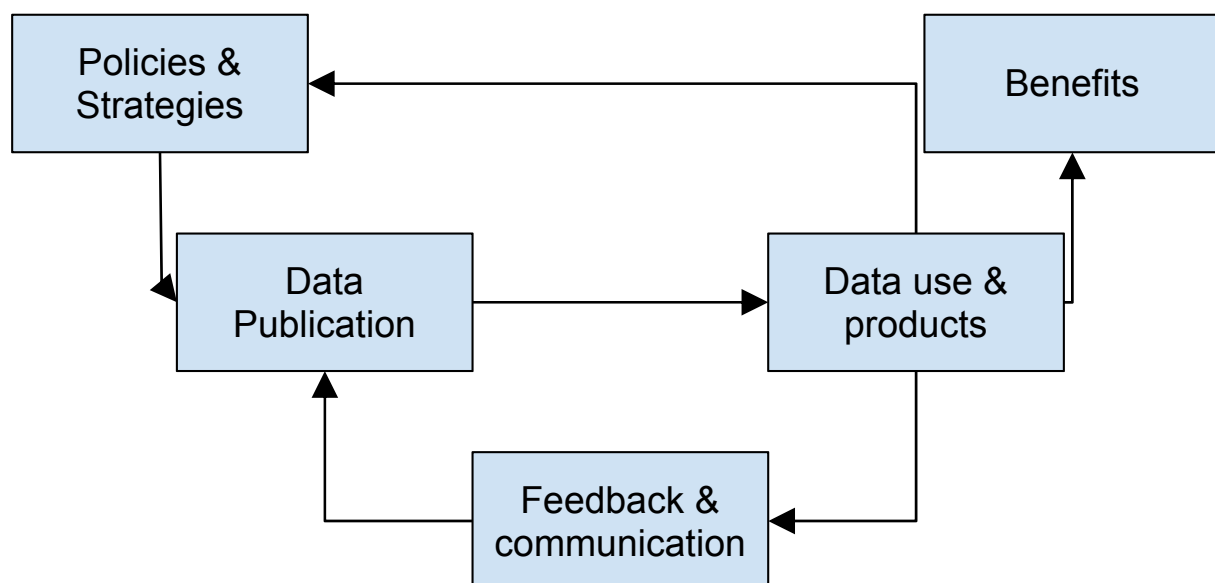 Policies &
Strategies
Benefits
Data
Publication
Data use &
products
Feedback &
communication